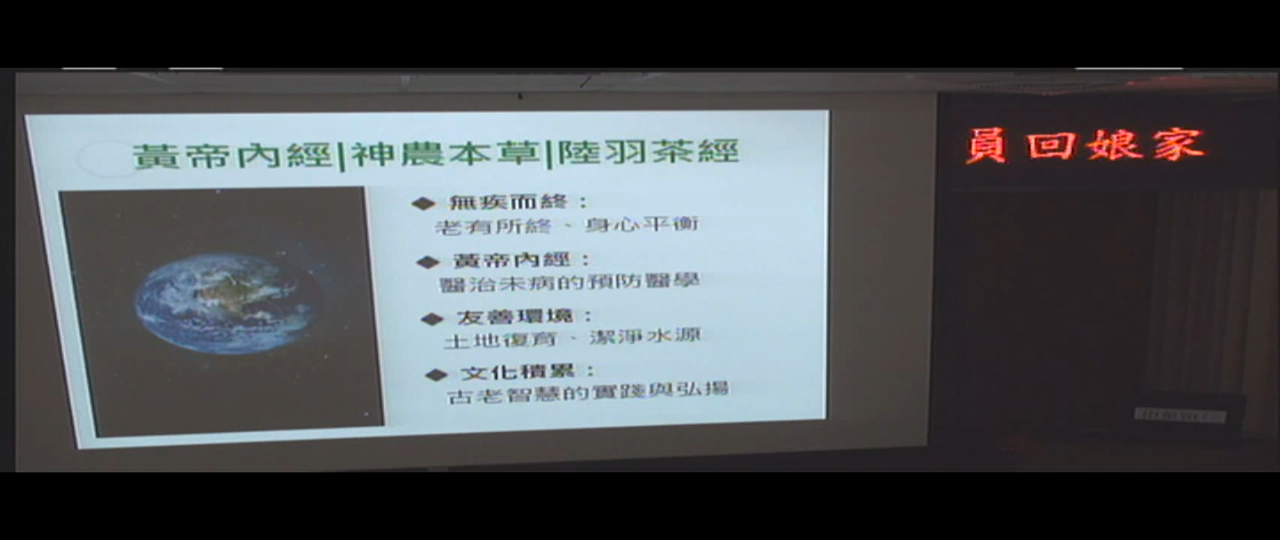 黃帝內經|神農本草|陸羽茶經
無疾而終：
老有所終、身心平衡
黃帝內經：
醫治未病的預防醫學
友善環境：
土地復育、潔淨水源
文化積累：
古老智慧的實踐與弘揚
員回娘家